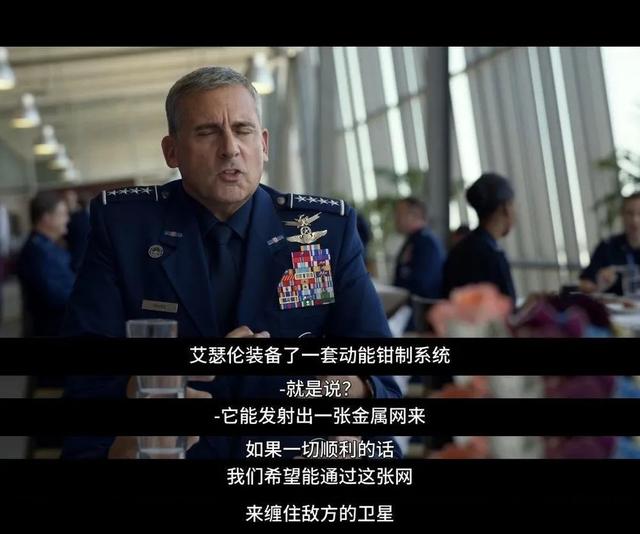 艾瑟伦装备了一套动能钳制系统
-就是说？
-它能发射出一张金属网来
如果一切顺利的话
我们希望能通过这张网
来缠住敌方的卫星